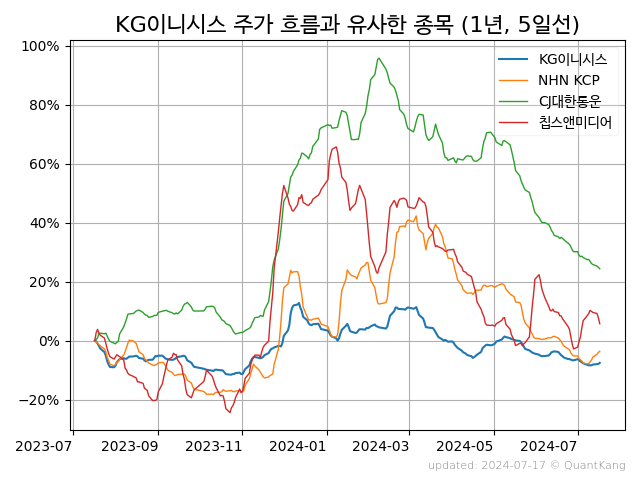 KG이니시스 주가 흐름과 유사한 종목 (1년, 5일선)
100%
80%
60%
40%
20%
0%
−20%
KG이니시스
NHN KCP
CJ대한통운
칩스앤미디어
2023-07
2023-09
2023-11
2024-01
2024-03
2024-05
2024-07
updated: 2024-07-17 © QuantKang